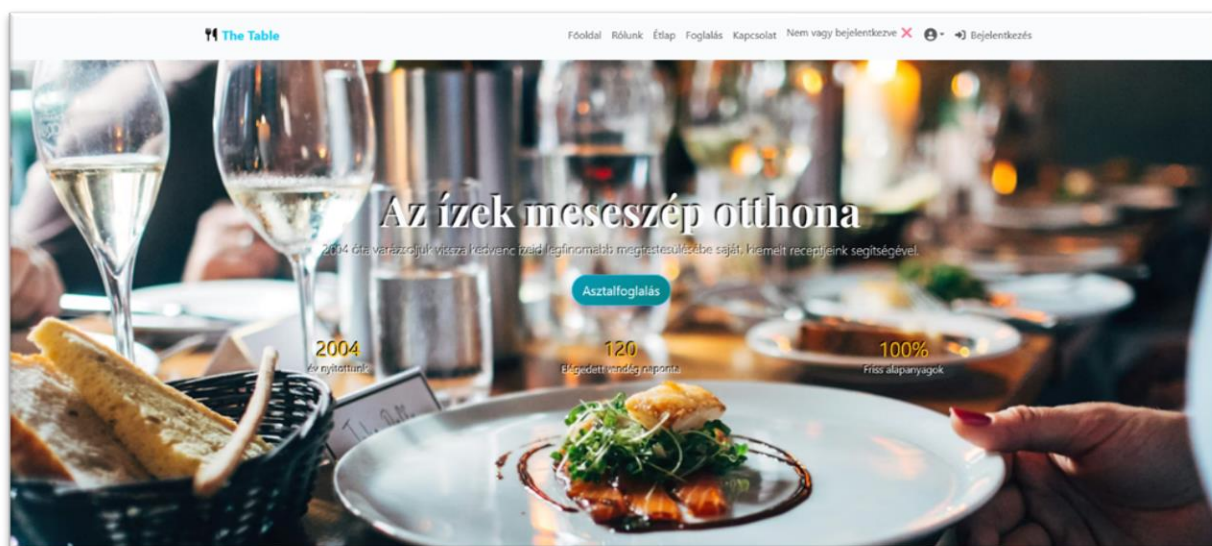 The Table
Főoldal Rólunk Étlap Foglalás Kapcsolat Nem vagy bejelentkezve ❌ Bejelentkezés
Az ízek meseszép otthona
2004 óta varázsoljuk vissza kedvenc ízeid legfinomabb megtestesülésébe saját, kiemelt receptjeink segítségével.
Asztalfoglalás
2004
év nyitottunk
120
Elégedett vendég naponta
100%
Friss alapanyagok